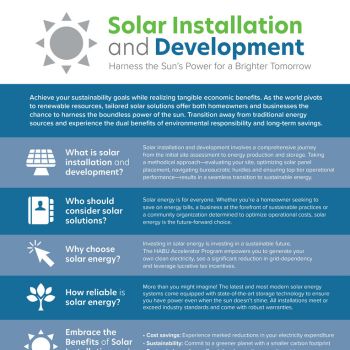 Solar Installation
and Development
Harness the Sun's Power for a Brighter Tomorrow
Achieve your sustainability goals while realizing tangible economic benefits. As the world pivots
to renewable resources, tailored solar solutions offer both homeowners and businesses the
chance to harness the boundless power of the sun. Transition away from traditional energy
sources and experience the dual benefits of environmental responsibility and long-term savings.
What is solar
installation and
development?
Solar installation and development involves a comprehensive journey
from the initial site assessment to energy production and storage. Taking
a methodical approach—evaluating your site, optimizing solar panel
placement, navigating bureaucratic hurdles and ensuring top tier operational
performance—results in a seamless transition to sustainable energy.
Who should
consider solar
solutions?
Solar energy is for everyone. Whether you're a homeowner seeking to
save on energy bills, a business at the forefront of sustainable practices or
a community organization determined to optimize operational costs, solar
energy is the future-forward choice.
Why choose
solar energy?
Investing in solar energy is investing in a sustainable future.
The HABU Accelerator Program empowers you to generate your
own clean electricity, see a significant reduction in grid-dependency
and leverage lucrative tax incentives.
How reliable is
solar energy?
More than you might imagine! The latest and most modern solar energy
systems come equipped with state-of-the-art storage technology to ensure
you have power even when the sun doesn't shine. All installations meet or
exceed industry standards and come with robust warranties.
Embrace the
Benefits of Solar
• Cost savings: Experience marked reductions in your electricity expenditure
• Sustainability: Commit to a greener planet with a smaller carbon footprint